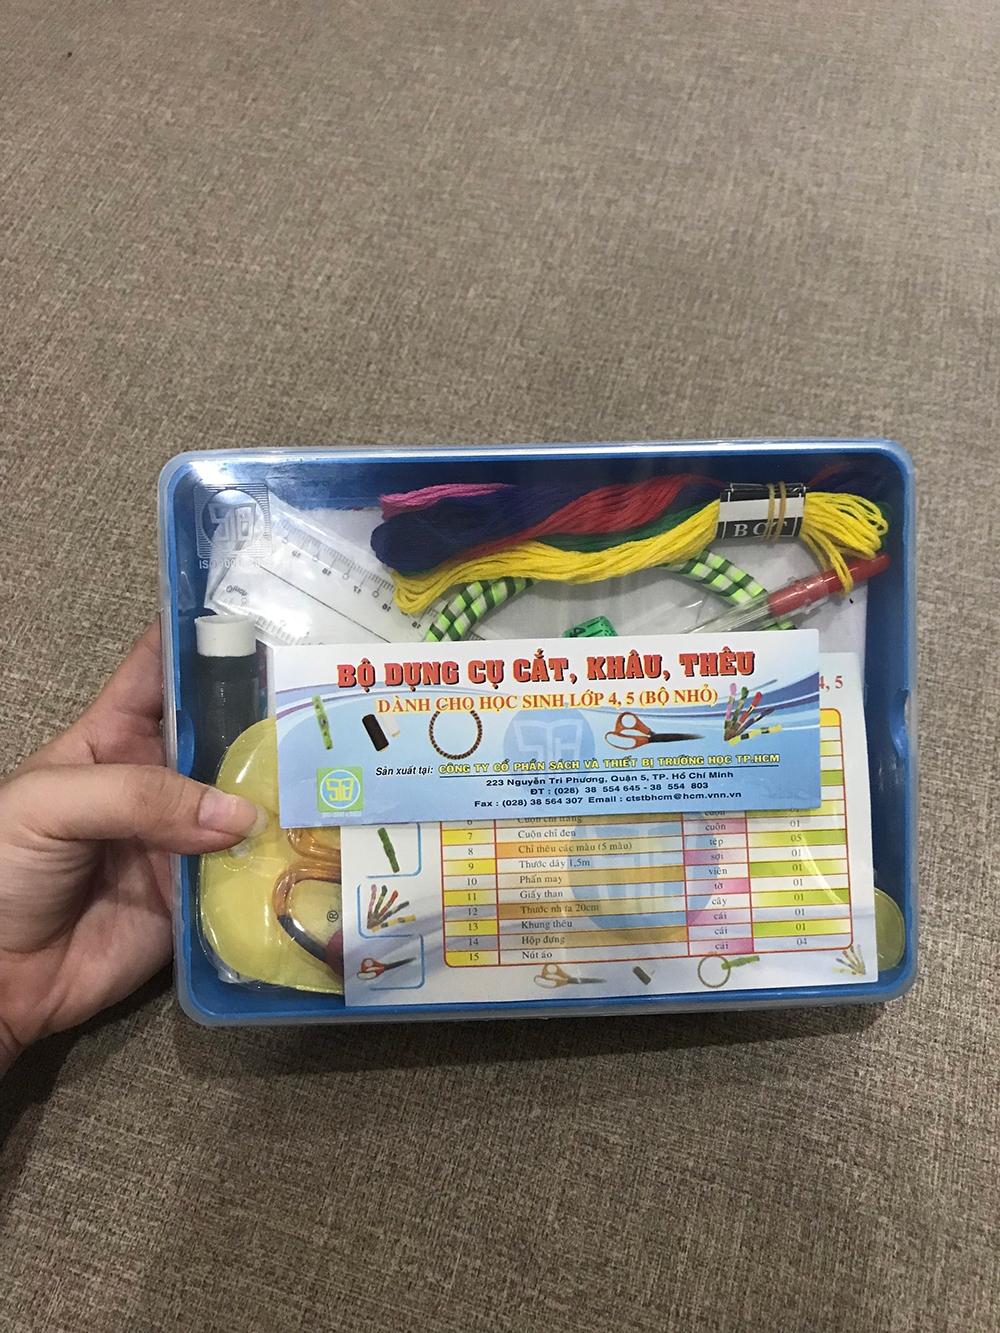 STB
BỘ DỤNG CỤ CẮT, KHÂU, THÊU
DÀNH CHO HỌC SINH LỚP 4, 5 (BỘ NHỎ)
Sản xuất tại: CÔNG TY CỔ PHẦN SÁCH VÀ THIẾT BỊ TRƯỜNG HỌC TP.HCM
223 Nguyễn Tri Phương, Quận 5, TP. Hồ Chí Minh
ĐT : (028) 38 554 645 - 38 554 803
Fax : (028) 38 564 307 Email : ctstbhcm@hcm.vnn.vn
4, 5
6 Cuộn chỉ trắng cuộn
7 Cuộn chỉ đen cuộn 01
8 Chỉ thêu các màu (5 màu) tép 05
9 Thước dây 1,5m sợi 01
10 Phấn may viên 01
11 Giấy than tờ 01
12 Thước nhựa 20cm cây 01
13 Khung thêu cái 01
14 Hộp đựng cái 01
15 Nút áo cái 04